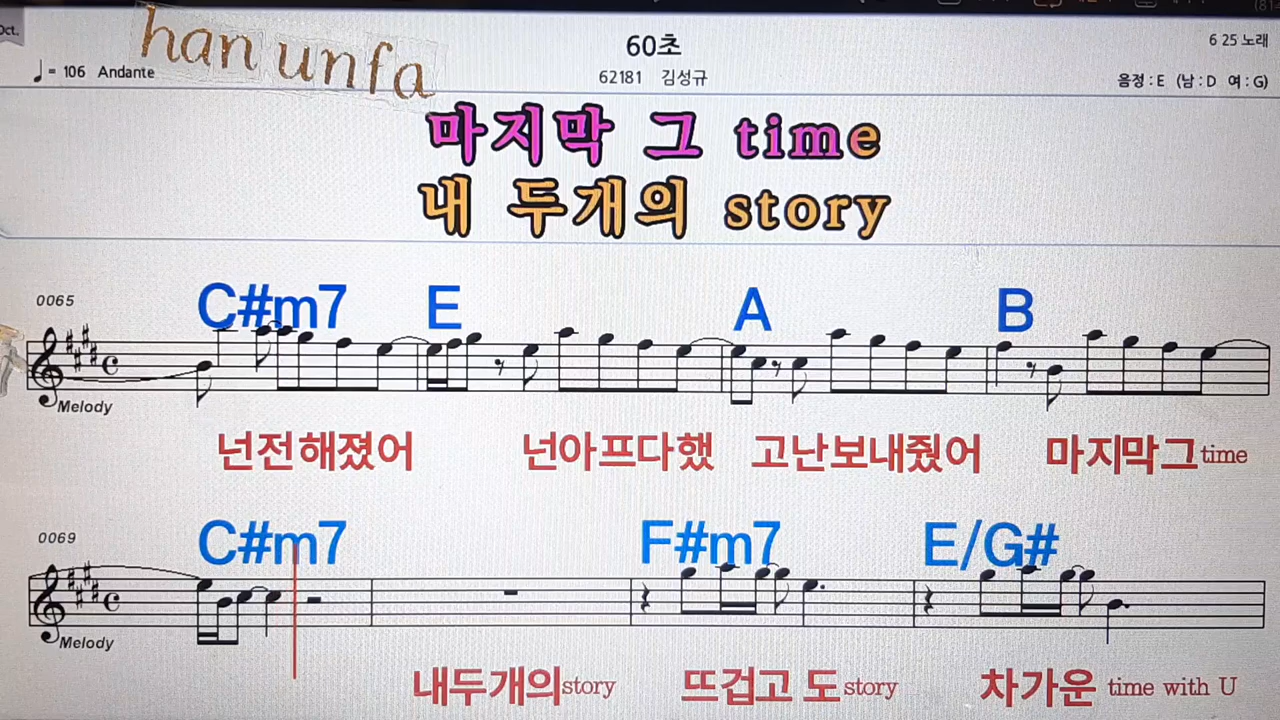 Oct.
han unfa
60초
6 25 노래
♩= 106 Andante
62181 김성규
음정 : E (남 : D 여 : G)
마지막 그 time
내 두개의 story
0065
C#m7 E A B
Melody
넌전해졌어 넌아프다했 고난보내줬어 마지막그time
0069
C#m7 F#m7 E/G#
Melody
내두개의story 뜨겁고 도story 차가운 time with U